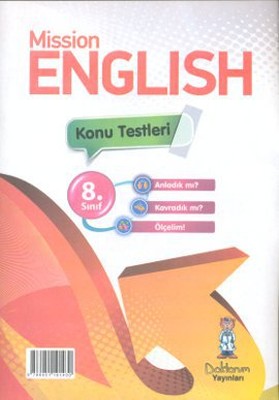 Mission
ENGLISH
Konu Testleri
8.
Sınıf
Anladık mı?
Kavradık mı?
Ölçelim!
Doktorum
Yayınları